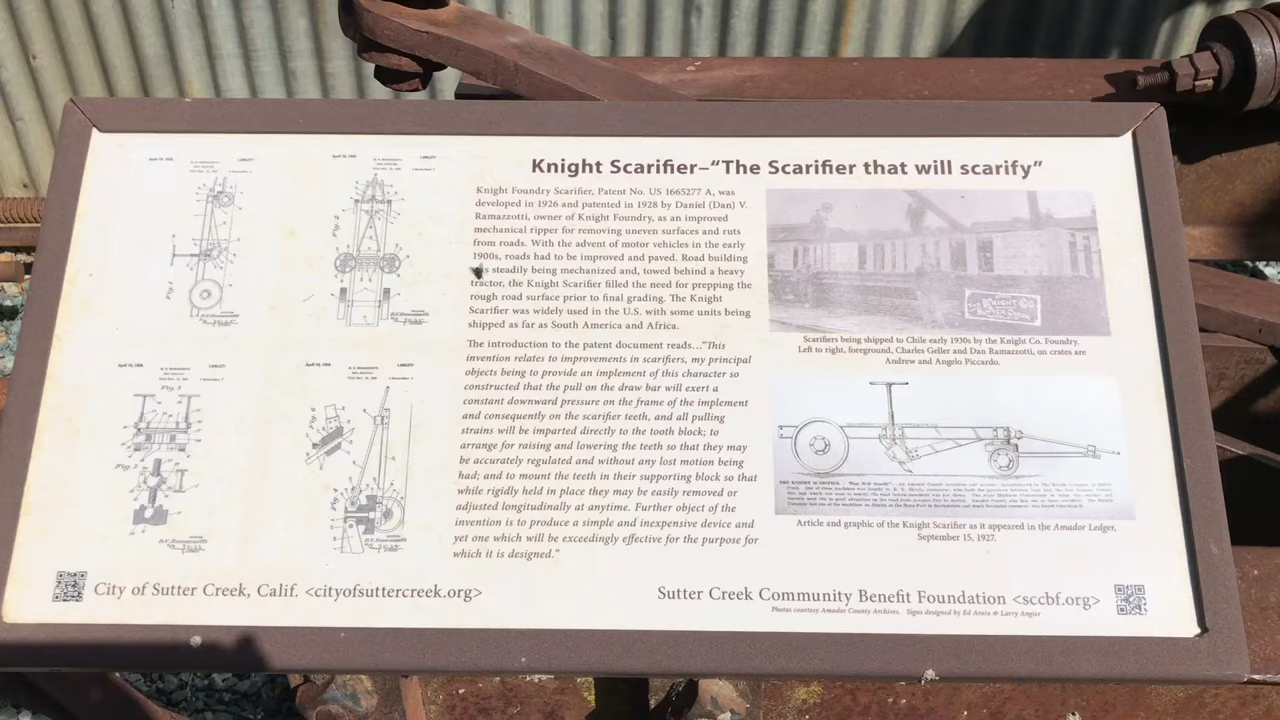 Knight Scarifier–“The Scarifier that will scarify”
Knight Foundry Scarifier, Patent No. US 1665277 A, was
developed in 1926 and patented in 1928 by Daniel (Dan) V.
Ramazzotti, owner of Knight Foundry, as an improved
mechanical ripper for removing uneven surfaces and ruts
from roads. With the advent of motor vehicles in the early
1900s, roads had to be improved and paved. Road building
steadily being mechanized and, towed behind a heavy
tractor, the Knight Scarifier filled the need for prepping the
rough road surface prior to final grading. The Knight
Scarifier was widely used in the U.S. with some units being
shipped as far as South America and Africa.
The introduction to the patent document reads…“This
invention relates to improvements in scarifiers, my principal
objects being to provide an implement of this character so
constructed that the pull on the draw bar will exert a
constant downward pressure on the frame of the implement
and consequently on the scarifier teeth, and all pulling
strains will be imparted directly to the tooth block; to
arrange for raising and lowering the teeth so that they may
be accurately regulated and without any lost motion being
had; and to mount the teeth in their supporting block so that
while rigidly held in place they may be easily removed or
adjusted longitudinally at anytime. Further object of the
invention is to produce a simple and inexpensive device and
yet one which will be exceedingly effective for the purpose for
which it is designed."
THE KNIGHT CO
SUTTER CREEK
Scarifiers being shipped to Chile early 1930s by the Knight Co. Foundry.
Left to right, foreground, Charles Geller and Dan Ramazzotti, on crates are
Andrew and Angelo Piccardo.
THE KNIGHT SCARIFIER
Article and graphic of the Knight Scarifier as it appeared in the Amador Ledger,
September 15, 1927.
City of Sutter Creek, Calif. <cityofsuttercreek.org>
Sutter Creek Community Benefit Foundation <sccbf.org>
Photos courtesy Amador County Archives. Signs designed by Ed Arata & Larry Angier